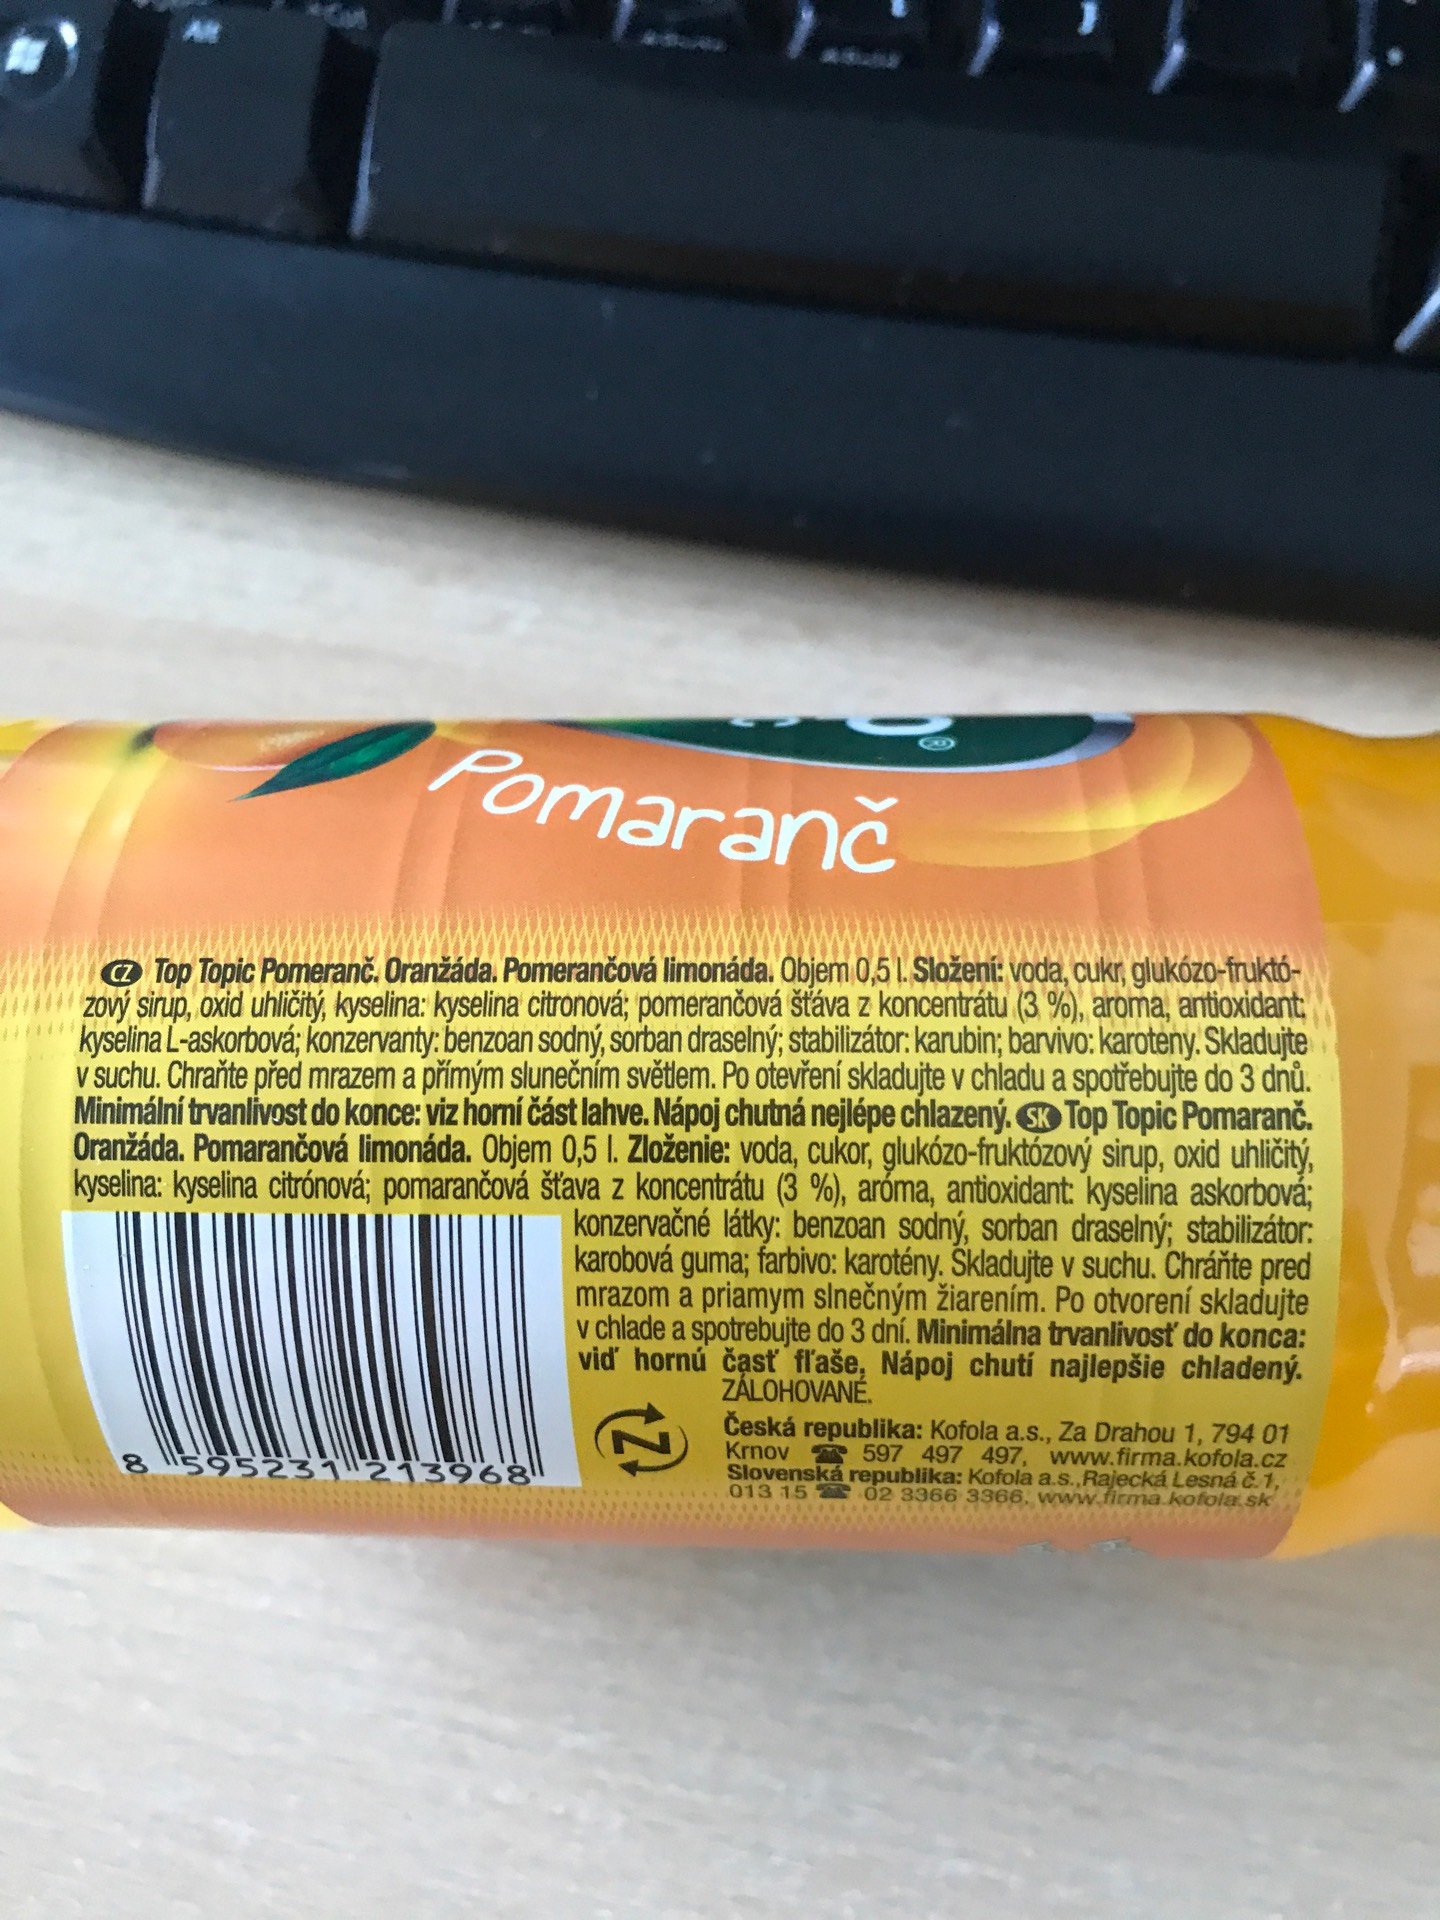 Alt
Pomaranč
CZ Top Topic Pomeranč. Oranžáda. Pomerančová limonáda. Objem 0,5 l. Složení: voda, cukr, glukózo-fruktó-
zový sirup, oxid uhličitý, kyselina: kyselina citronová; pomerančová šťáva z koncentrátu (3 %), aroma, antioxidant:
kyselina L-askorbová; konzervanty: benzoan sodný, sorban draselný; stabilizátor: karubin; barvivo: karoteny. Skladujte
v suchu. Chraňte před mrazem a přímým slunečním světlem. Po otevření skladujte v chladu a spotřebujte do 3 dnů.
Minimální trvanlivost do konce: viz horní část lahve. Nápoj chutná nejlépe chlazený. SK Top Topic Pomaranč.
Oranžáda. Pomarančová limonáda. Objem 0,5 l. Zloženie: voda, cukor, glukózo-fruktózový sirup, oxid uhličitý,
kyselina: kyselina citrónová; pomarančová šťava z koncentrátu (3 %), aróma, antioxidant: kyselina askorbová;
konzervačné látky: benzoan sodný, sorban draselný; stabilizátor:
karobová guma; farbivo: karotény. Skladujte v suchu. Chráňte pred
mrazom a priamym slnečným žiarením. Po otvorení skladujte
v chlade a spotrebujte do 3 dní. Minimálna trvanlivosť do konca:
viď hornú časť fľaše. Nápoj chutí najlepšie chladený.
ZÁLOHOVANÉ.
Česká republika: Kofola a.s., Za Drahou 1, 794 01
Krnov ☎ 597 497 497, www.firma.kofola.cz
Slovenská republika: Kofola a.s., Rajecká Lesná č.1,
013 15 ☎ 02 3366 3366, www.firma.kofola.sk
8 595231 213968